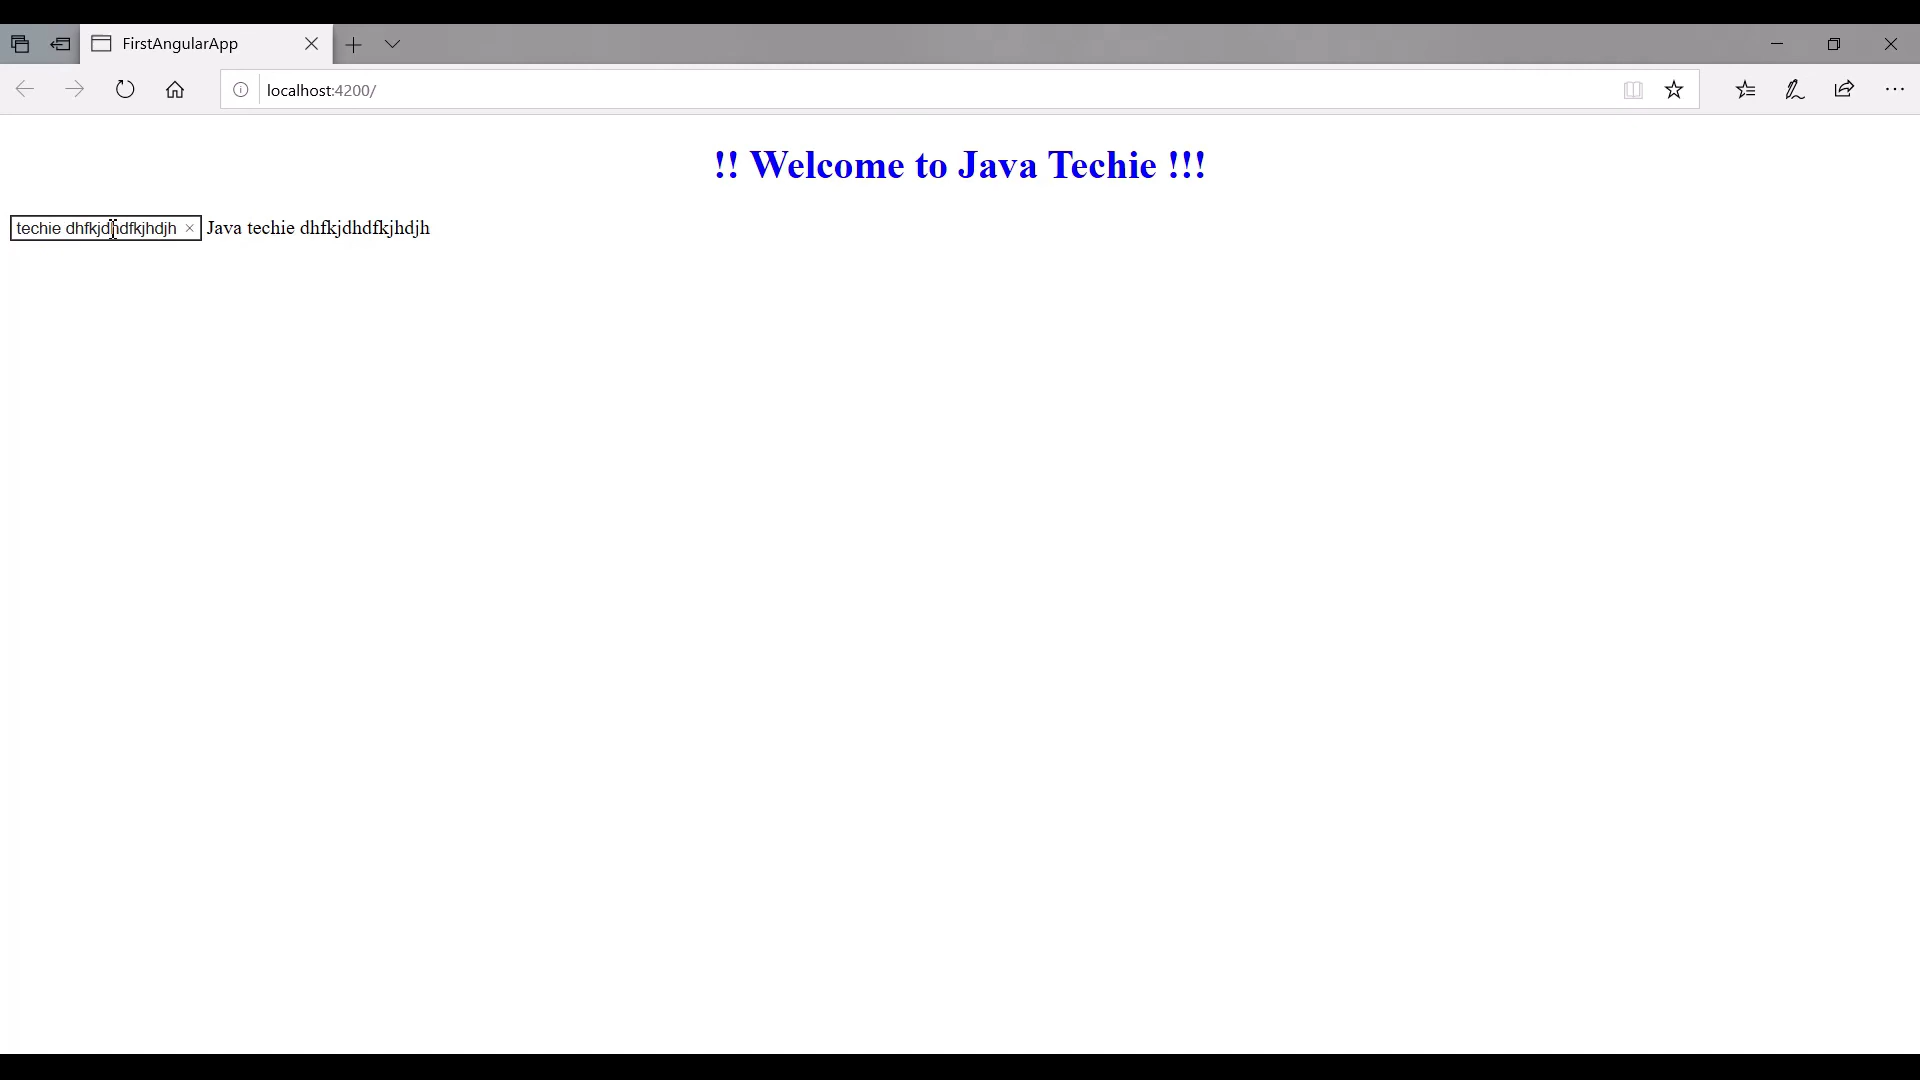 FirstAngularApp
localhost:4200/
!! Welcome to Java Techie !!!
techie dhfkjdhdfkjhdjh Java techie dhfkjdhdfkjhdjh